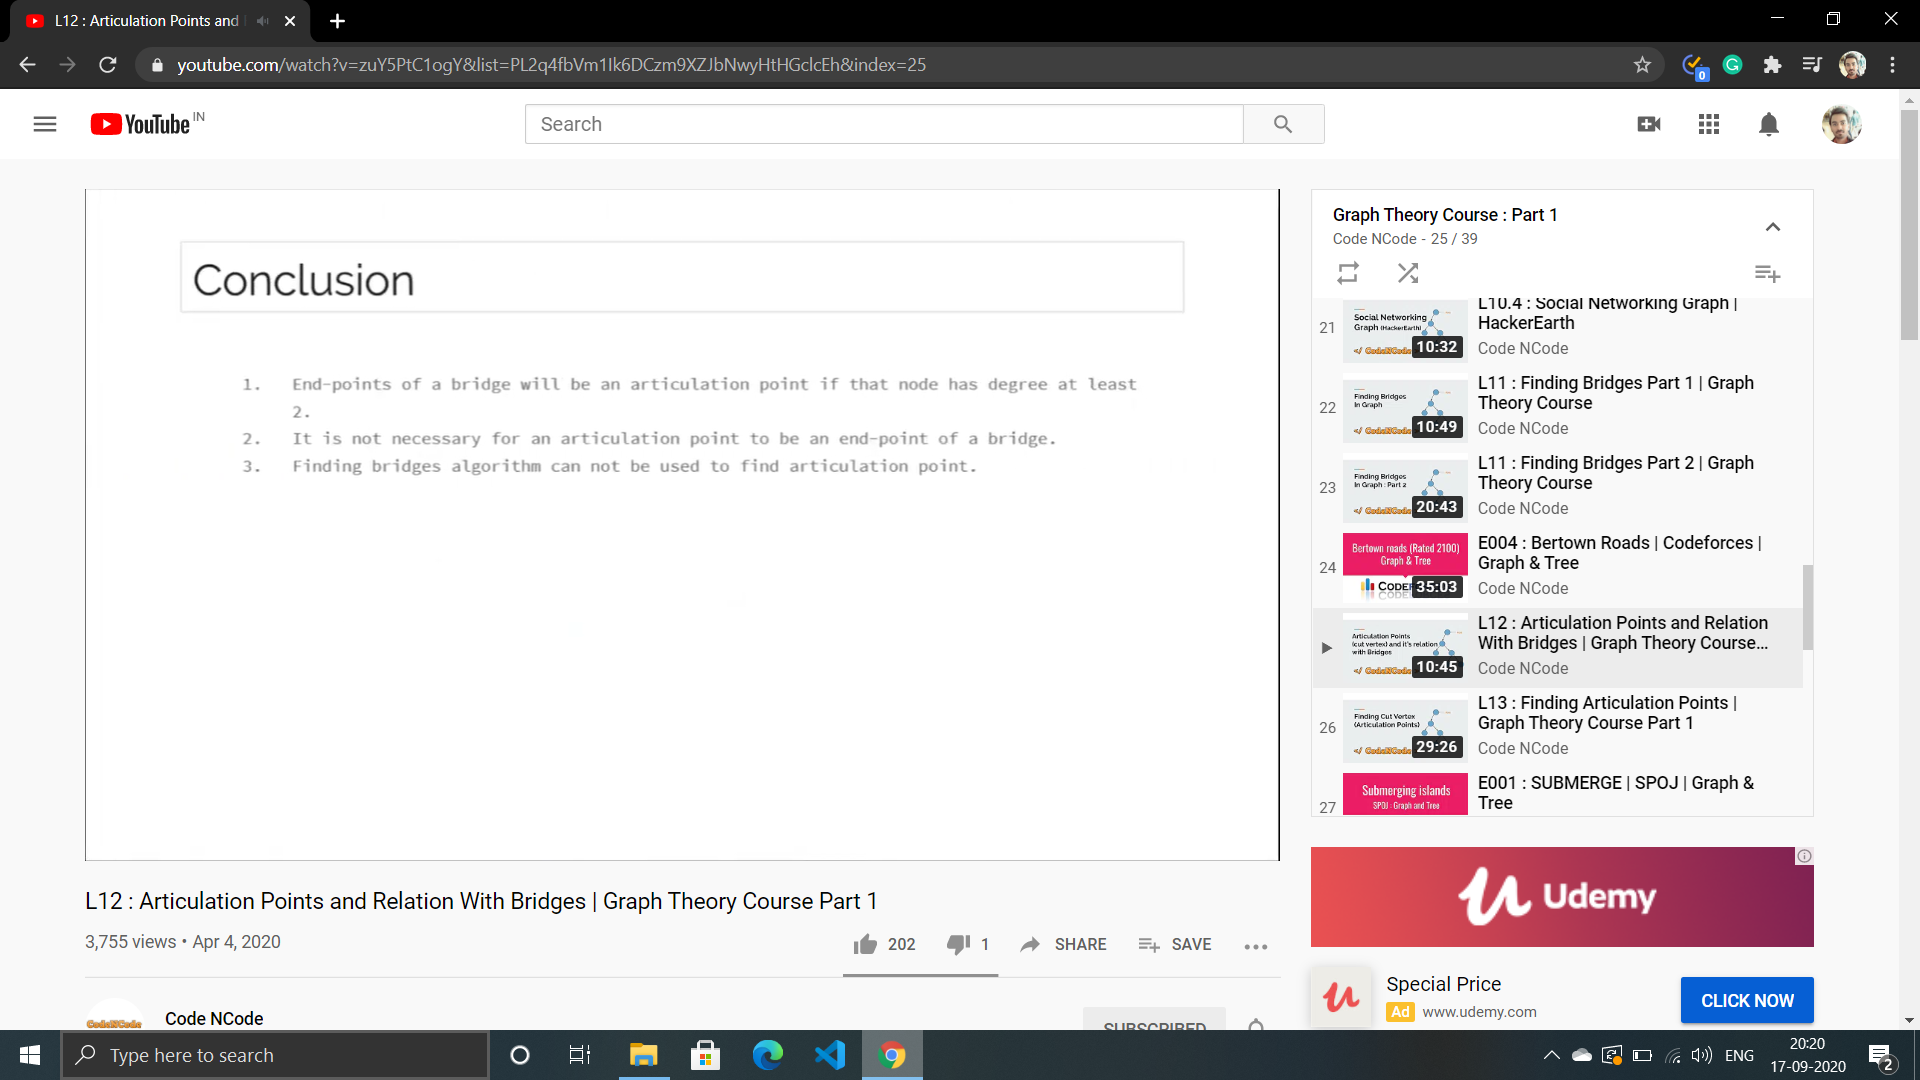 L12 : Articulation Points and
youtube.com/watch?v=zuY5PtC1ogY&list=PL2q4fbVm1Ik6DCzm9XZJbNwyHtHGclcEh&index=25
0
YouTube IN
Search
Conclusion
1. End-points of a bridge will be an articulation point if that node has degree at least
2.
2. It is not necessary for an articulation point to be an end-point of a bridge.
3. Finding bridges algorithm can not be used to find articulation point.
L12 : Articulation Points and Relation With Bridges | Graph Theory Course Part 1
3,755 views • Apr 4, 2020
202
1
SHARE
SAVE
CodeNCode
Code NCode
SUBSCRIBED
Graph Theory Course : Part 1
Code NCode - 25 / 39
21
Social Networking
Graph (HackerEarth)
</ CodeNCode
10:32
L10.4 : Social Networking Graph |
HackerEarth
Code NCode
22
Finding Bridges
In Graph
</ CodeNCode
10:49
L11 : Finding Bridges Part 1 | Graph
Theory Course
Code NCode
23
Finding Bridges
In Graph : Part 2
</ CodeNCode
20:43
L11 : Finding Bridges Part 2 | Graph
Theory Course
Code NCode
24
Bertown roads (Rated 2100)
Graph & Tree
35:03
E004 : Bertown Roads | Codeforces |
Graph & Tree
Code NCode
Articulation Points
(cut vertex) and it's relation
with Bridges
</ CodeNCode
10:45
L12 : Articulation Points and Relation
With Bridges | Graph Theory Course...
Code NCode
26
Finding Cut Vertex
(Articulation Points)
</ CodeNCode
29:26
L13 : Finding Articulation Points |
Graph Theory Course Part 1
Code NCode
27
Submerging islands
SPOJ : Graph and Tree
E001 : SUBMERGE | SPOJ | Graph &
Tree
Udemy
Special Price
Ad www.udemy.com
CLICK NOW
Type here to search
ENG
20:20
17-09-2020
2